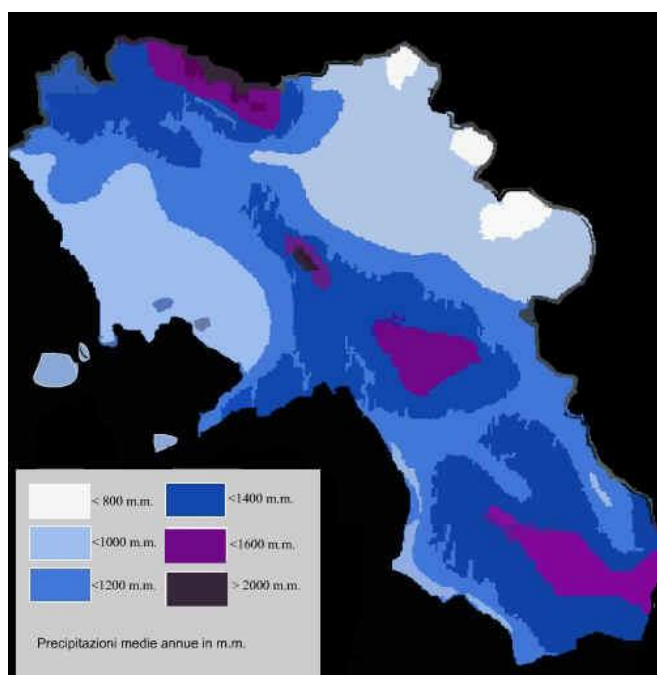 < 800 m.m.
<1400 m.m.
<1000 m.m.
<1600 m.m.
<1200 m.m.
> 2000 m.m.
Precipitazioni medie annue in m.m.